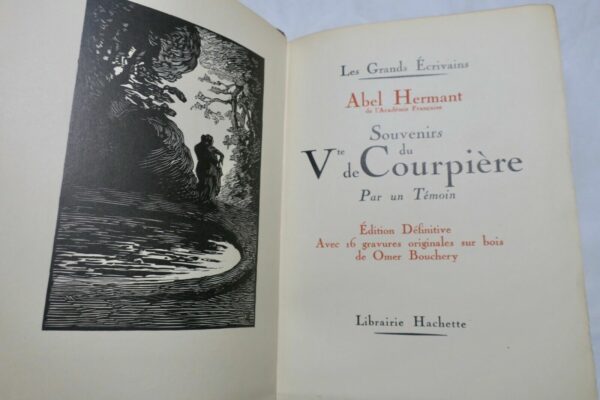 Les Grands Écrivains
Abel Hermant
de l'Académie Française
Souvenirs
du
Vte de Courpière
Par un Témoin
Édition Définitive
Avec 16 gravures originales sur bois
de Omer Bouchery
Librairie Hachette